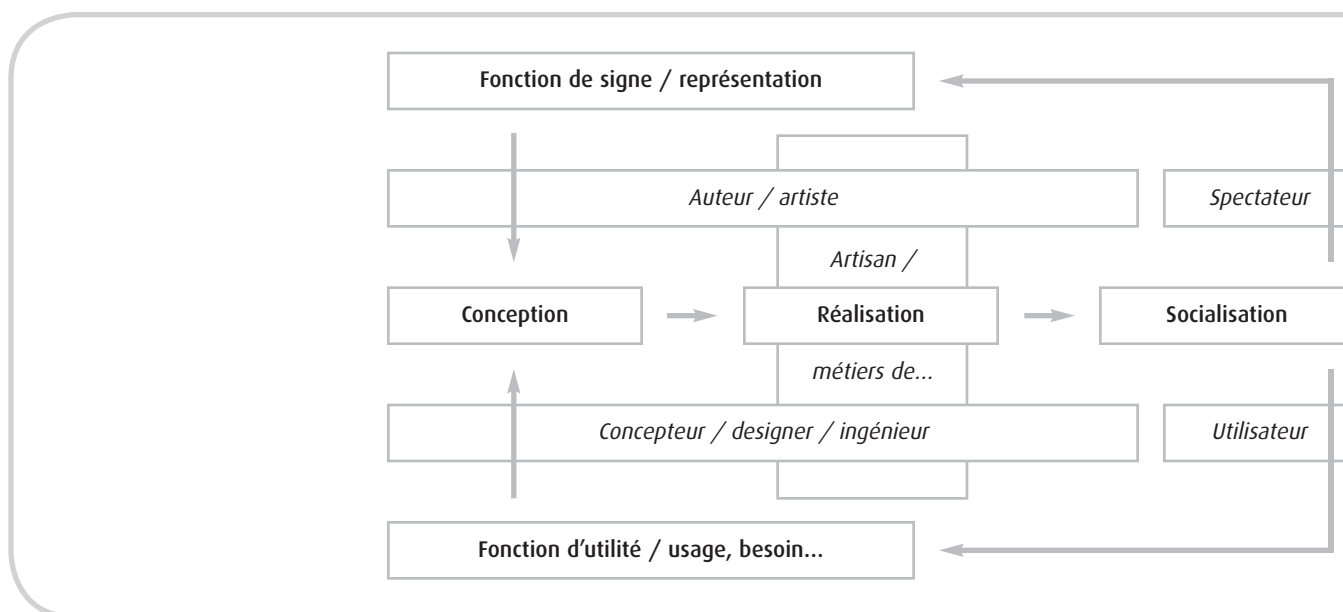 Fonction de signe / représentation
Auteur / artiste
Spectateur
Artisan /
Conception
Réalisation
Socialisation
métiers de...
Concepteur / designer / ingénieur
Utilisateur
Fonction d'utilité / usage, besoin...